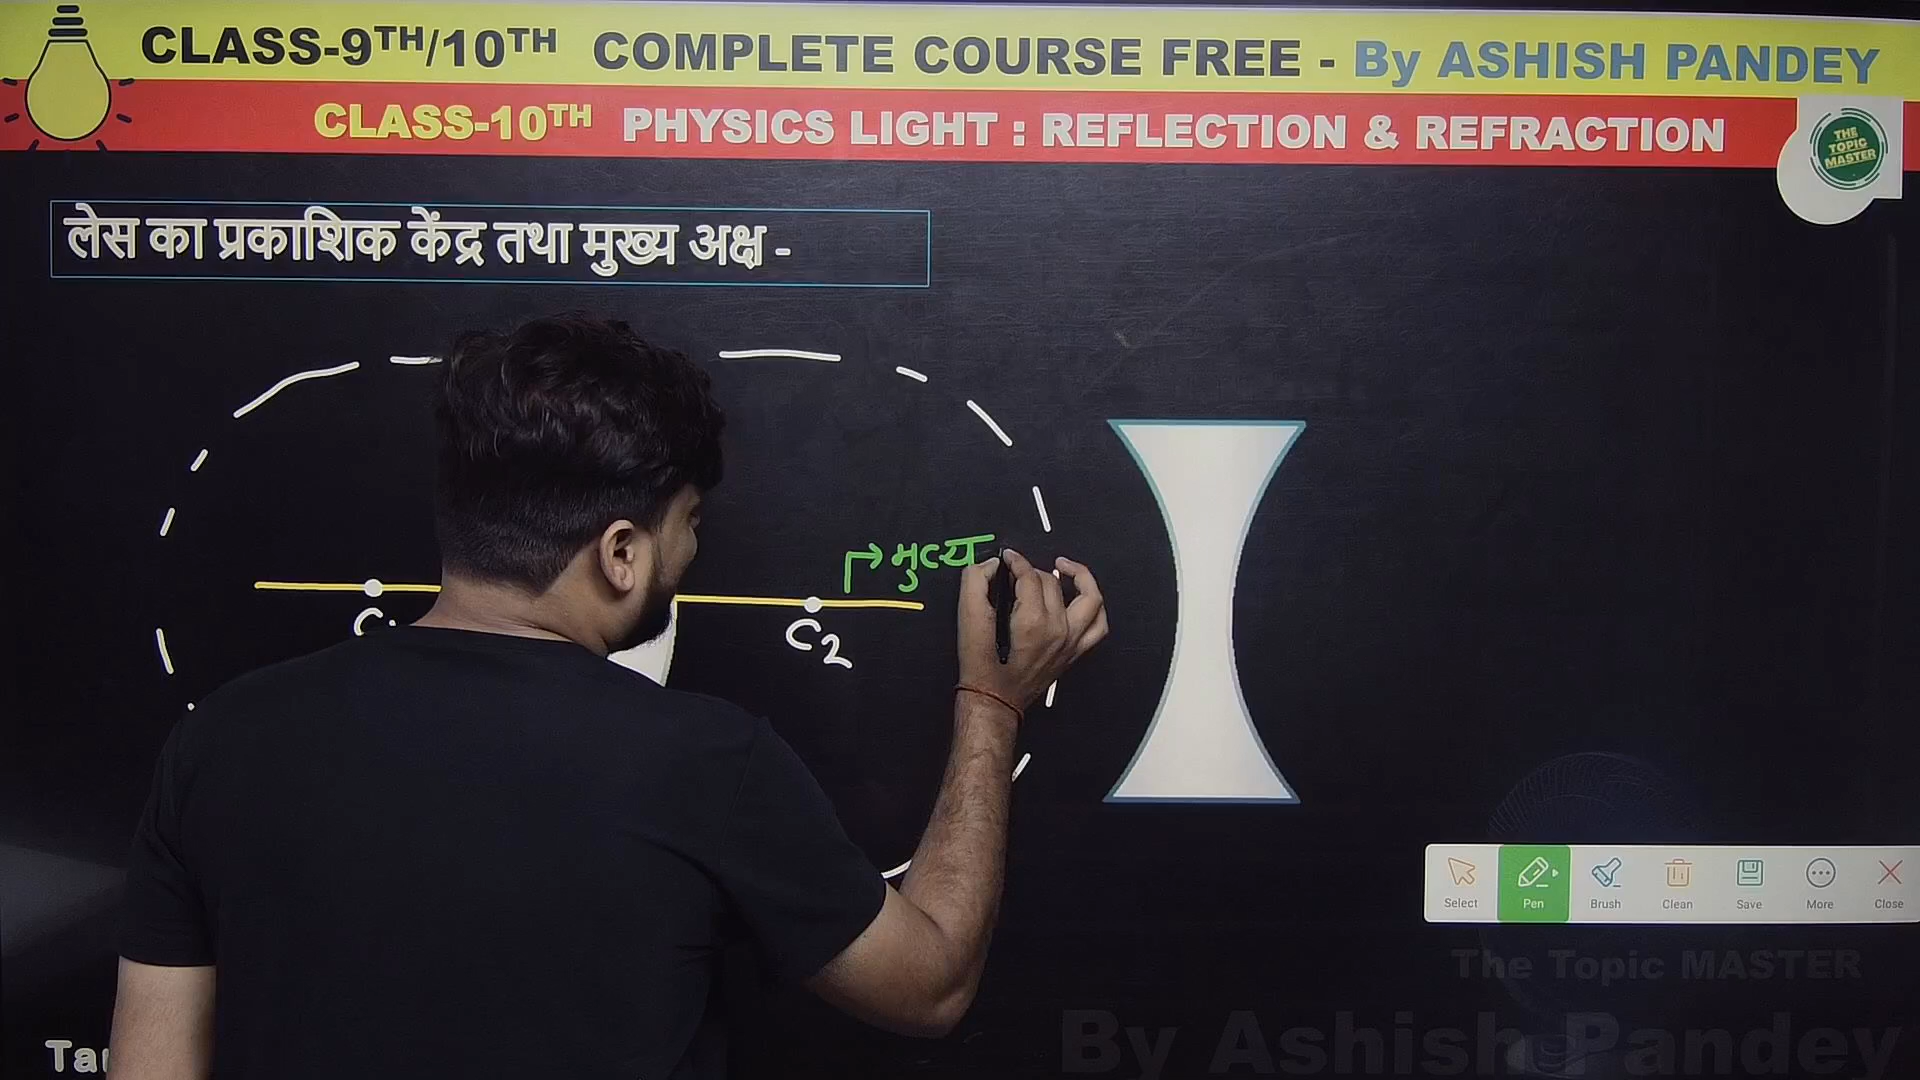 CLASS-9TH/10TH COMPLETE COURSE FREE - By ASHISH PANDEY
CLASS-10TH PHYSICS LIGHT : REFLECTION & REFRACTION
THE
TOPIC
MASTER
लेस का प्रकाशिक केंद्र तथा मुख्य अक्ष -
मुख्य
C2
Select
Pen
Brush
Clean
Save
More
Close
The Topic MASTER
By Ashish Pandey